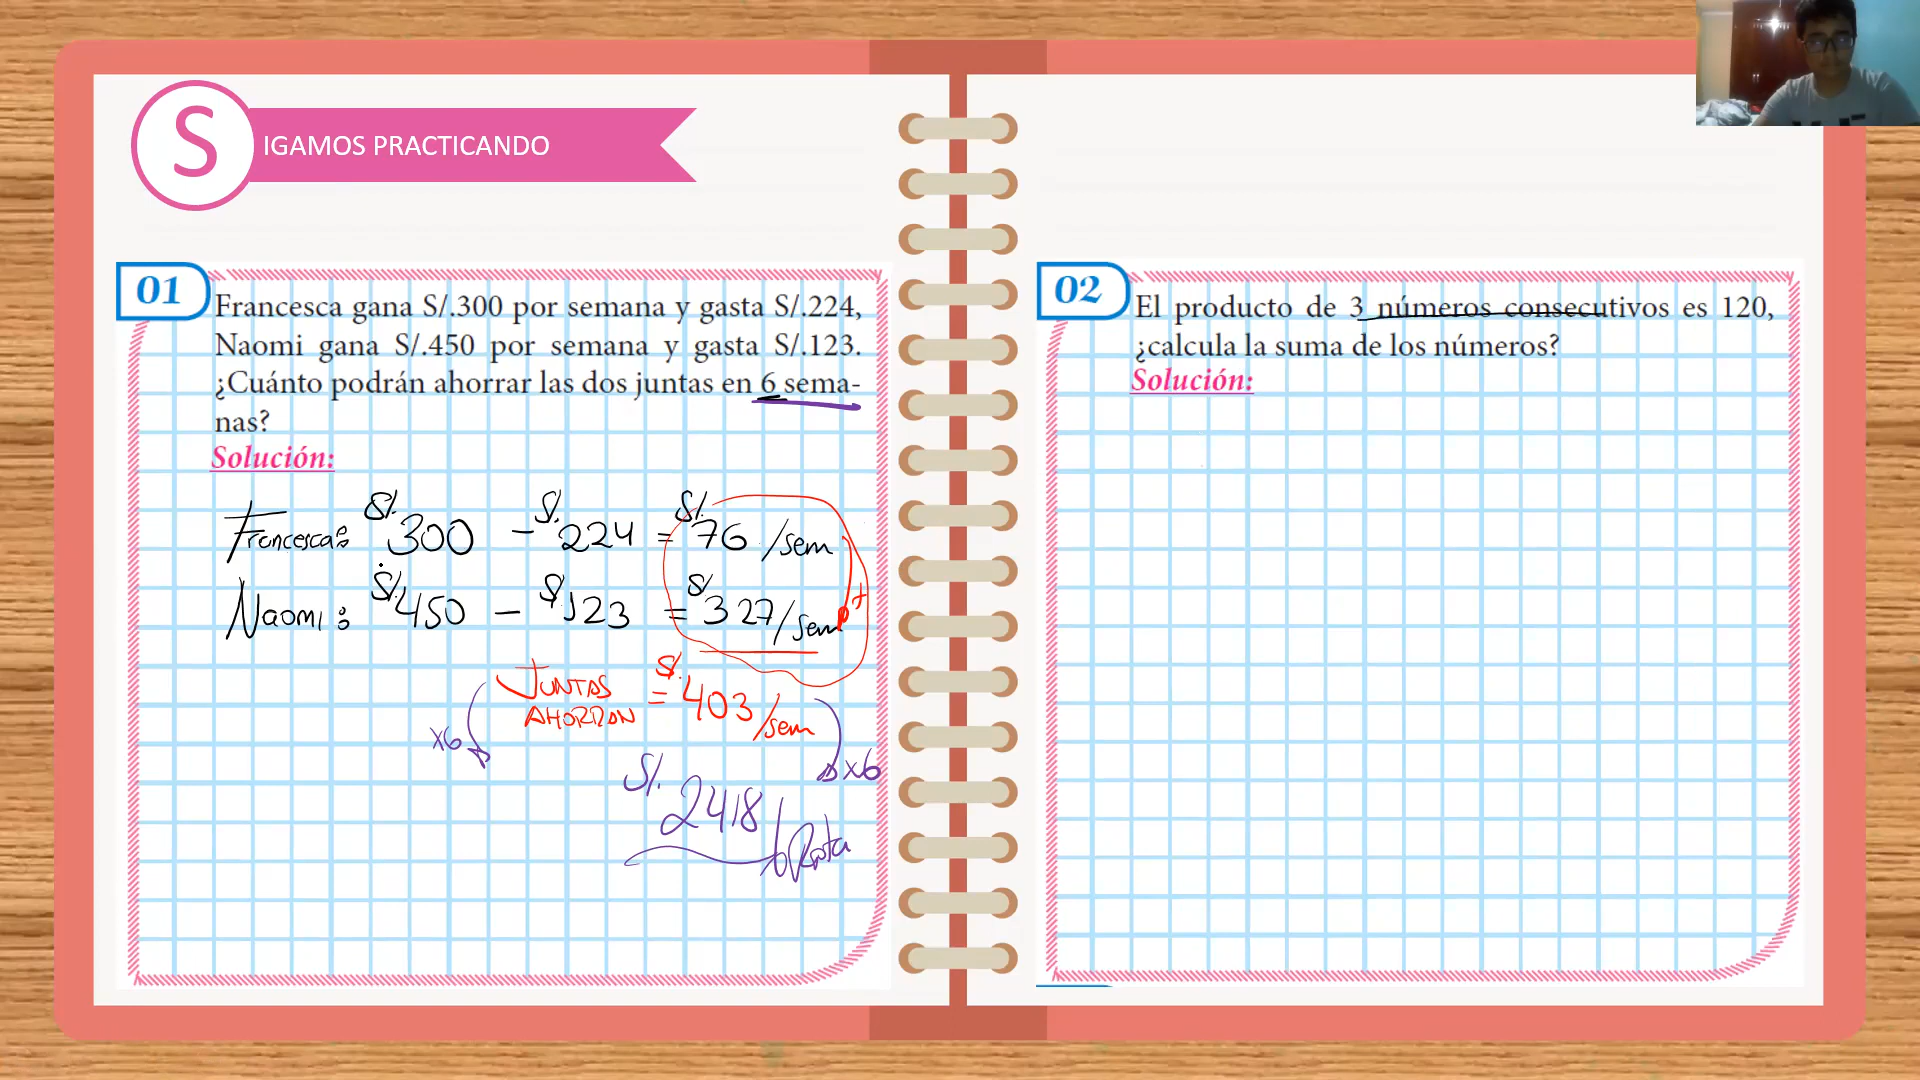 SIGAMOS PRACTICANDO
01
Francesca gana S/.300 por semana y gasta S/.224,
Naomi gana S/.450 por semana y gasta S/.123.
¿Cuánto podrán ahorrar las dos juntas en 6 sema-
nas?
Solución:
Francesca: S/. 300 - S/. 224 = S/. 76 /sem
Naomi: S/. 450 - S/. 123 = S/ 327/sem
+
JUNTAS
AHORRAN = S/. 403/sem
x6
x6
S/. 2418
Rpta
02
El producto de 3 números consecutivos es 120,
¿calcula la suma de los números?
Solución: